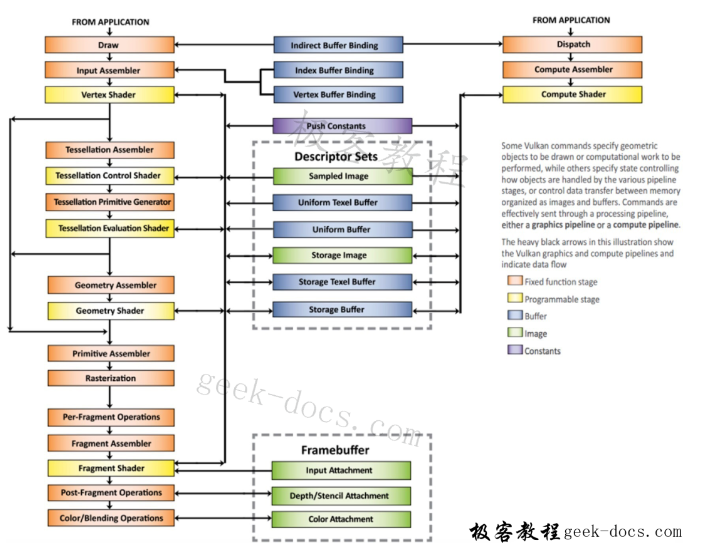 FROM APPLICATION
Draw
Input Assembler
Vertex Shader
Tessellation Assembler
Tessellation Control Shader
Tessellation Primitive Generator
Tessellation Evaluation Shader
Geometry Assembler
Geometry Shader
Primitive Assembler
Rasterization
Per-Fragment Operations
Fragment Assembler
Fragment Shader
Post-Fragment Operations
Color/Blending Operations
Indirect Buffer Binding
Index Buffer Binding
Vertex Buffer Binding
Push Constants
Descriptor Sets
Sampled Image
Uniform Texel Buffer
Uniform Buffer
Storage Image
Storage Texel Buffer
Storage Buffer
Framebuffer
Input Attachment
Depth/Stencil Attachment
Color Attachment
FROM APPLICATION
Dispatch
Compute Assembler
Compute Shader
Some Vulkan commands specify geometric
objects to be drawn or computational work to be
performed, while others specify state controlling
how objects are handled by the various pipeline
stages, or control data transfer between memory
organized as images and buffers. Commands are
effectively sent through a processing pipeline,
either a graphics pipeline or a compute pipeline.
The heavy black arrows in this illustration show
the Vulkan graphics and compute pipelines and
indicate data flow
Fixed function stage
Programmable stage
Buffer
Image
Constants
极客教程
geek-docs.com
极客教程geek-docs.com